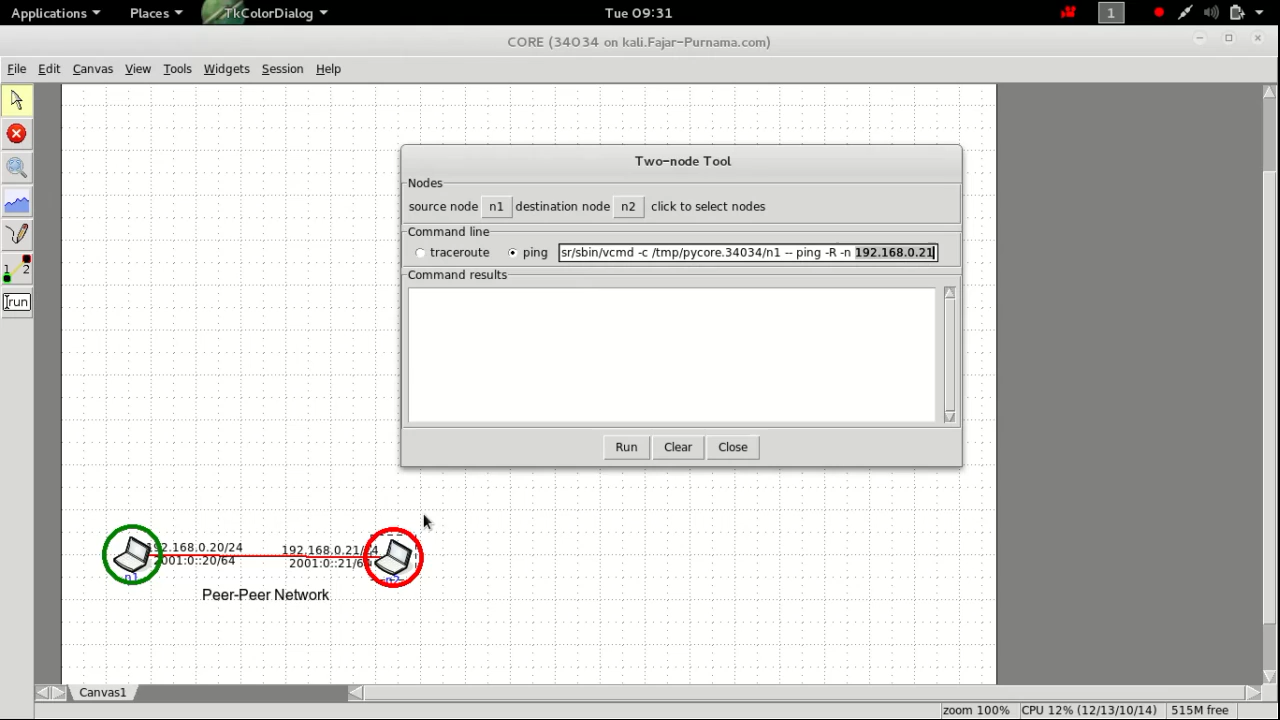 Applications Places TkColorDialog Tue 09:31 1
CORE (34034 on kali.Fajar-Purnama.com)
File Edit Canvas View Tools Widgets Session Help
Two-node Tool
Nodes
source node n1 destination node n2 click to select nodes
Command line
traceroute ping sr/sbin/vcmd -c /tmp/pycore.34034/n1 -- ping -R -n 192.168.0.21
Command results
1 2
run
Run Clear Close
192.168.0.20/24 192.168.0.21/24
2001:0::20/64 2001:0::21/64
n1 n2
Peer-Peer Network
Canvas1
zoom 100% CPU 12% (12/13/10/14) 515M free